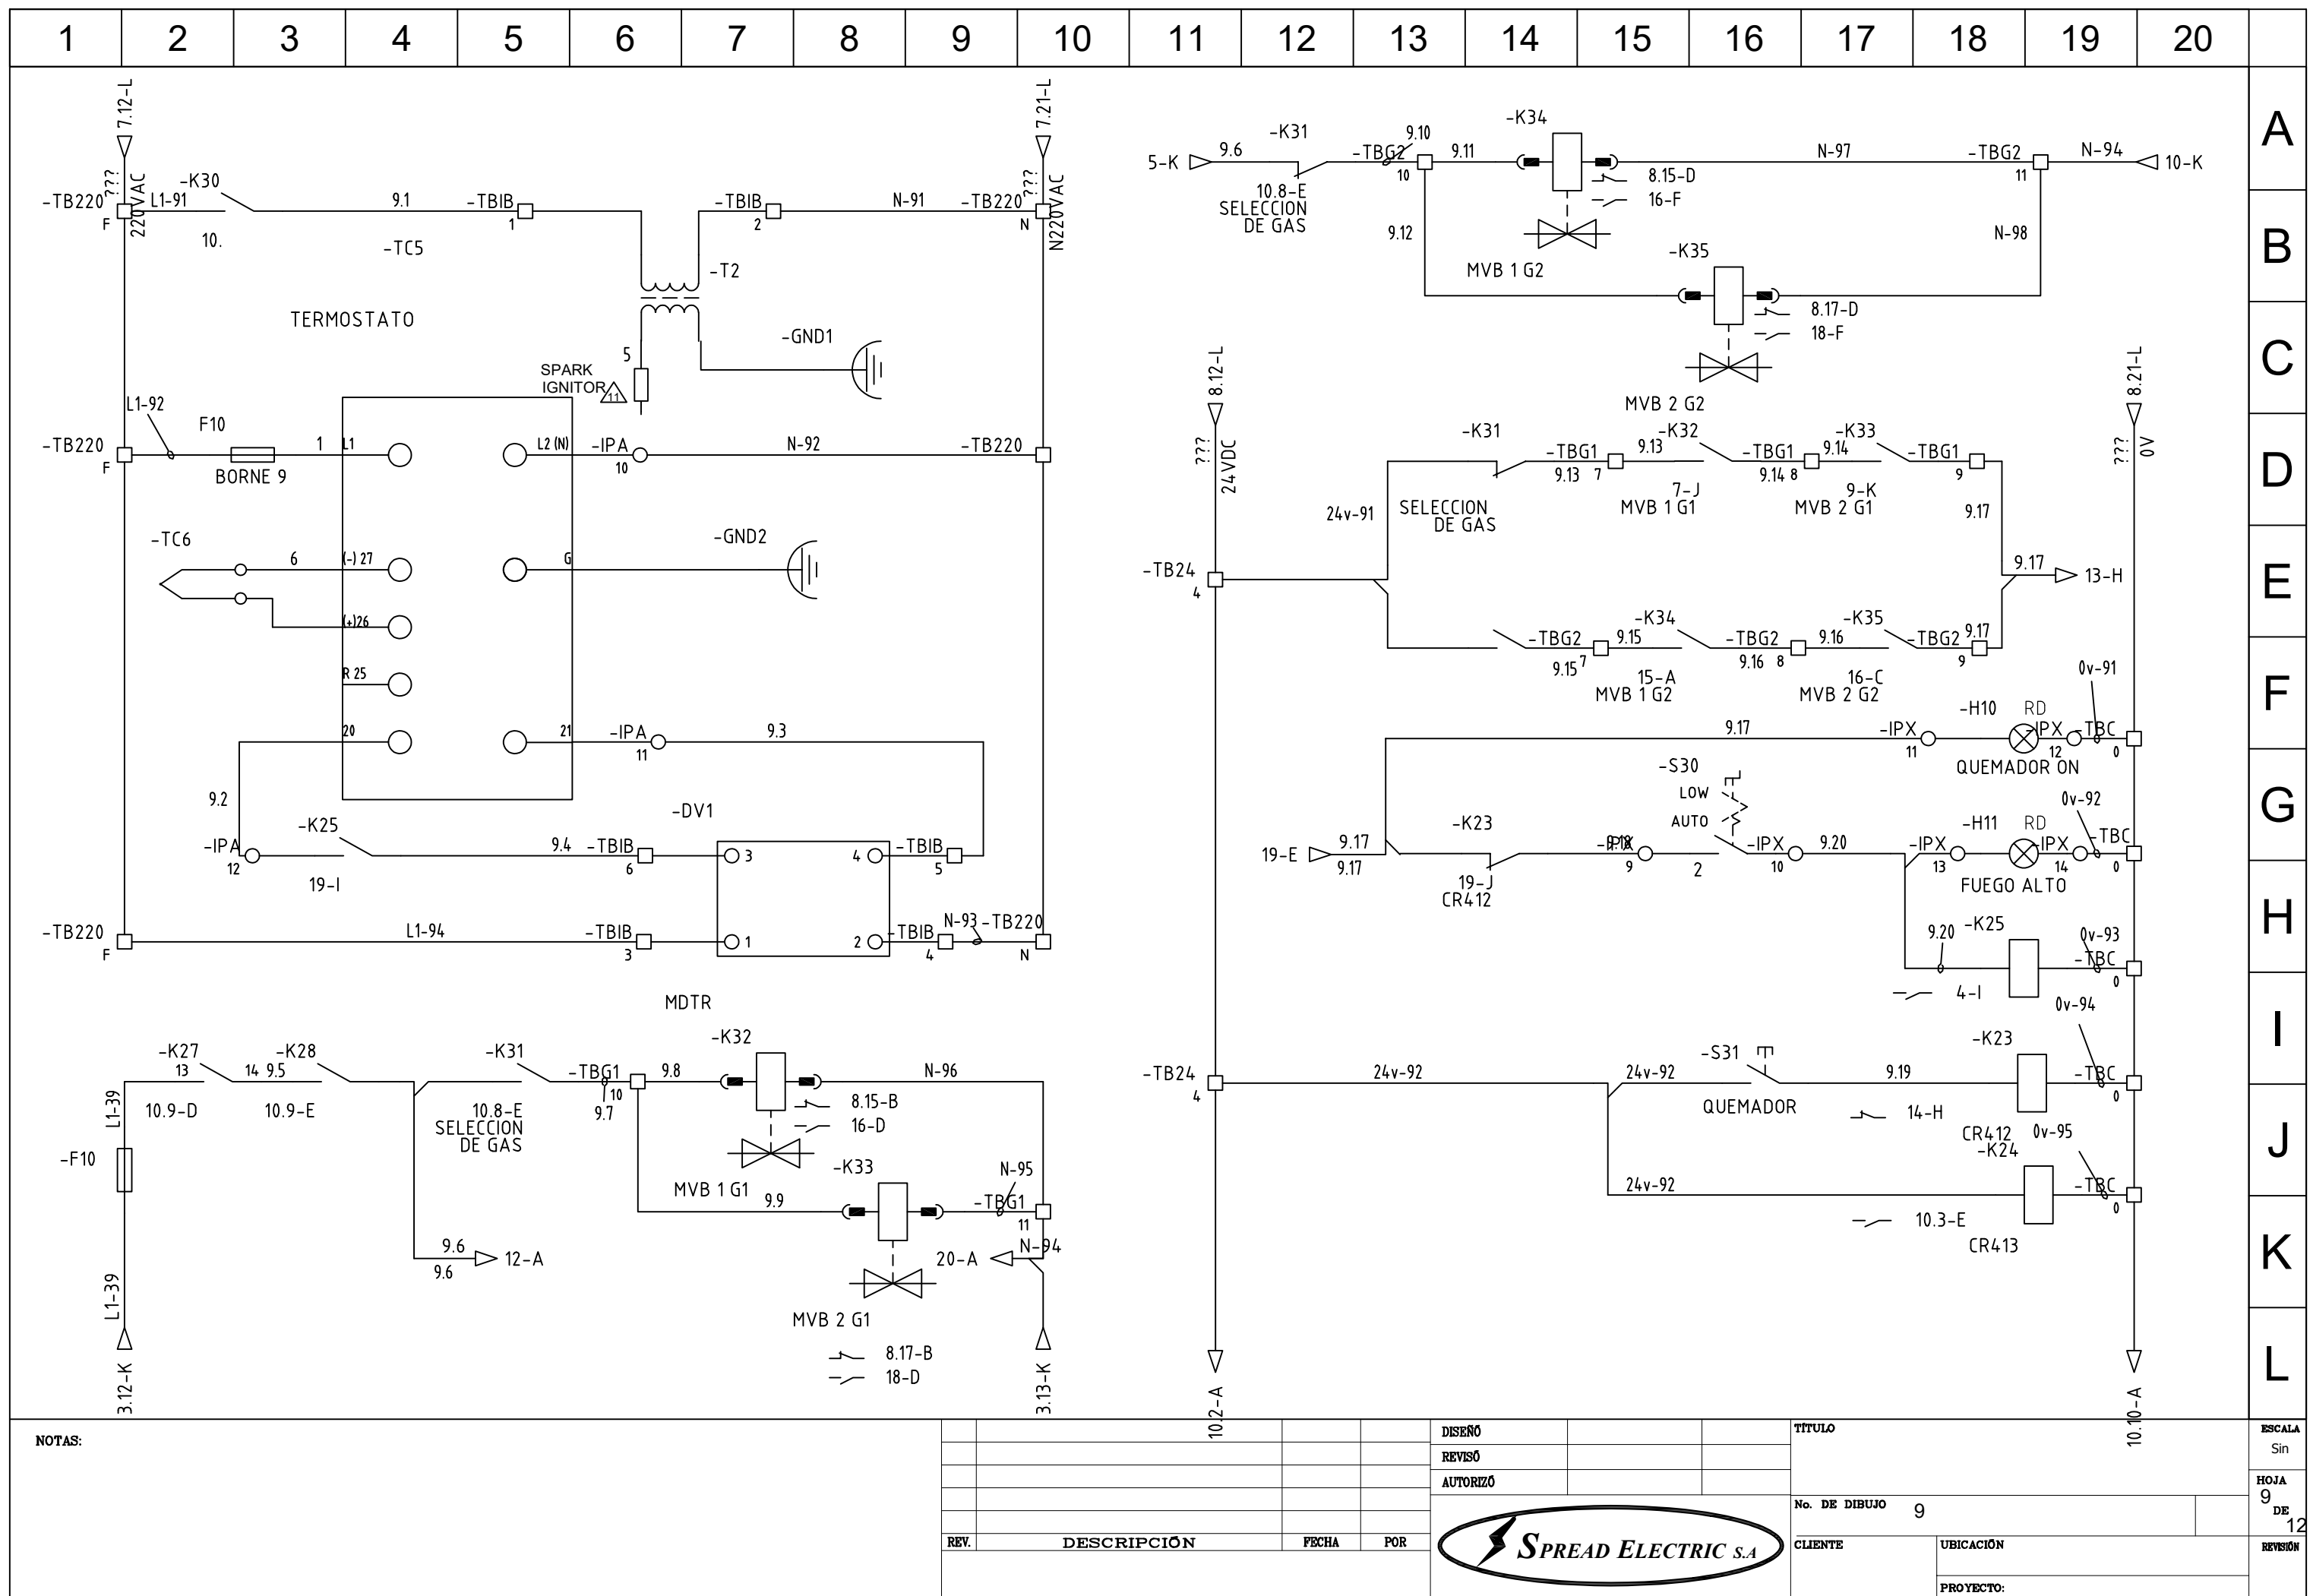 1 2 3 4 5 6 7 8 9 10 11 12 13 14 15 16 17 18 19 20
A
B
C
D
E
F
G
H
I
J
K
L
7.12-L
???
220VAC
-TB220
F
L1-91
-K30
10.
9.1
-TBIB
1
-TBIB
2
N-91
-TB220
N
7.21-L
???
N220VAC
-TC5
-T2
TERMOSTATO
-GND1
5
SPARK
IGNITOR
11
L1-92
F10
-TB220
F
BORNE 9
1
L1
L2 (N)
-IPA
10
N-92
-TB220
-TC6
6
(-) 27
G
-GND2
(+)26
R 25
20
21
-IPA
11
9.3
9.2
-IPA
12
-K25
19-I
9.4
-TBIB
6
-DV1
3
4
-TBIB
5
-TB220
F
L1-94
-TBIB
3
1
2
-TBIB
4
N-93
-TB220
N
MDTR
-K27
13
10.9-D
14
9.5
-K28
10.9-E
-K31
10.8-E
SELECCION
DE GAS
-TBG1
10
9.7
9.8
-K32
8.15-B
16-D
MVB 1 G1
N-96
L1-39
-F10
L1-39
3.12-K
9.9
-K33
N-95
-TBG1
11
MVB 2 G1
8.17-B
18-D
9.6
9.6
12-A
20-A
N-94
3.13-K
5-K
9.6
-K31
10.8-E
SELECCION
DE GAS
-TBG2
10
9.10
9.11
-K34
8.15-D
16-F
N-97
-TBG2
11
N-94
10-K
9.12
MVB 1 G2
-K35
8.17-D
18-F
N-98
MVB 2 G2
8.12-L
???
24VDC
8.21-L
???
0V
-K31
SELECCION
DE GAS
24v-91
-TBG1
9.13
7
9.13
-K32
7-J
MVB 1 G1
-TBG1
9.14
8
9.14
-K33
9-K
MVB 2 G1
-TBG1
9
9.17
-TB24
4
9.17
13-H
-TBG2
9.15
7
9.15
-K34
15-A
MVB 1 G2
-TBG2
9.16
8
9.16
-K35
16-C
MVB 2 G2
-TBG2
9
9.17
0v-91
9.17
-IPX
11
-H10
RD
-IPX
12
-TBC
0
QUEMADOR ON
19-E
9.17
9.17
-K23
19-J
CR412
9.18
-IPX
9
-S30
LOW
AUTO
2
-IPX
10
9.20
-IPX
13
-H11
RD
-IPX
14
0v-92
-TBC
0
FUEGO ALTO
9.20
-K25
0v-93
-TBC
0
4-I
0v-94
-TB24
4
24v-92
24v-92
-S31
QUEMADOR
9.19
14-H
-K23
-TBC
0
CR412
24v-92
-K24
0v-95
-TBC
0
10.3-E
CR413
10.2-A
10.10-A
NOTAS:
REV.
DESCRIPCIÓN
FECHA
POR
DISEÑÓ
REVISÓ
AUTORIZÓ
SPREAD ELECTRIC S.A
TÍTULO
No. DE DIBUJO
9
CLIENTE
UBICACIÓN
PROYECTO:
ESCALA
Sin
HOJA
9
DE
12
REVISIÓN